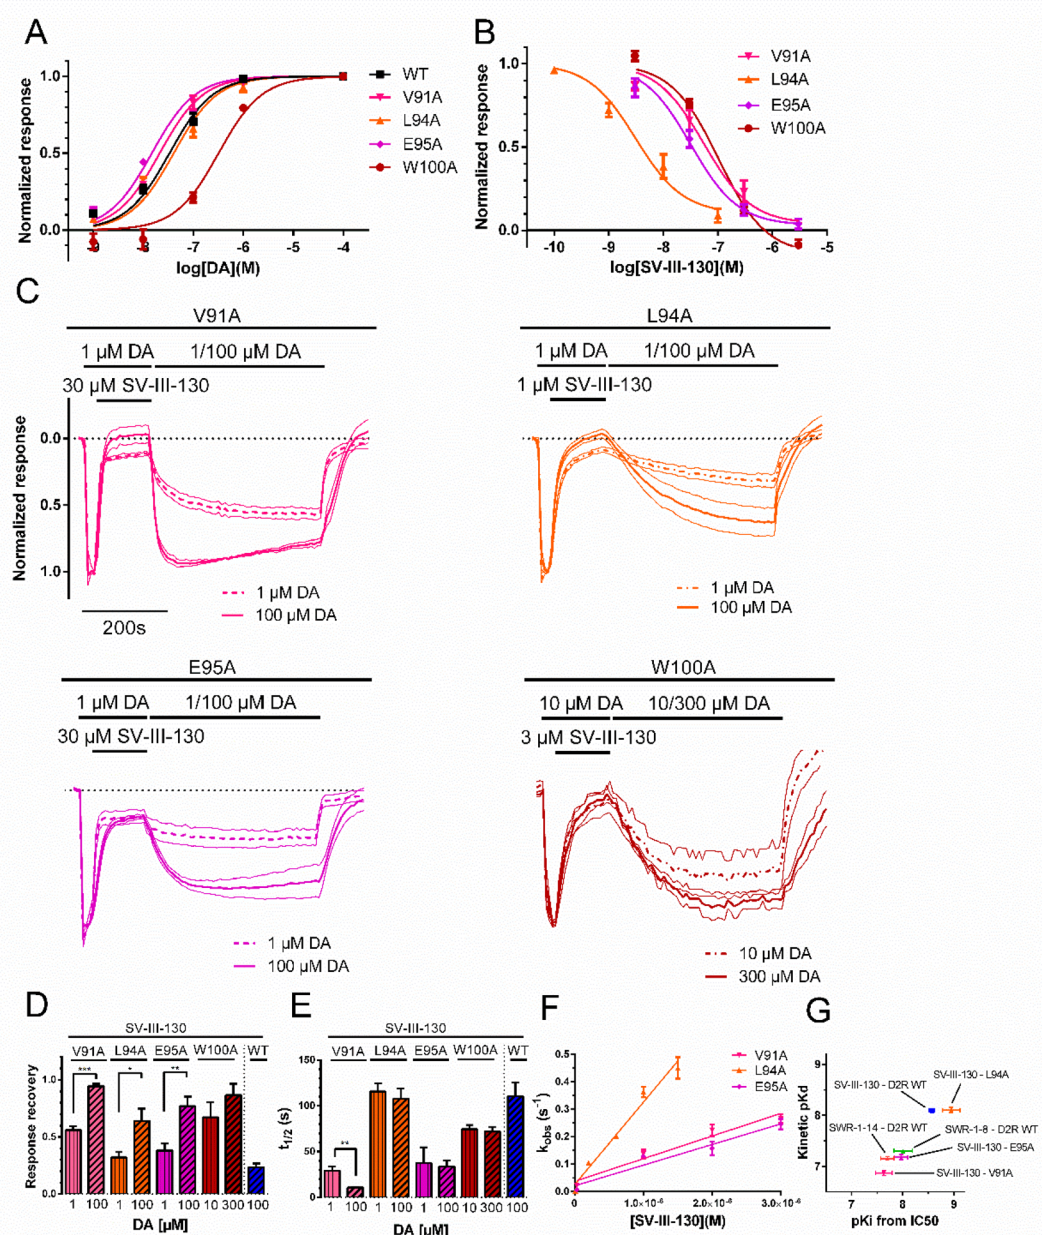 A
Normalized response
1.0
0.5
0.0
-9
-8
-7
-6
-5
-4
log[DA](M)
WT
V91A
L94A
E95A
W100A
B
Normalized response
1.0
0.5
0.0
-10
-9
-8
-7
-6
-5
log[SV-III-130](M)
V91A
L94A
E95A
W100A
C
V91A
1 µM DA
1/100 µM DA
30 µM SV-III-130
Normalized response
0.0
0.5
1.0
1 µM DA
100 µM DA
200s
L94A
1 µM DA
1/100 µM DA
1 µM SV-III-130
1 µM DA
100 µM DA
E95A
1 µM DA
1/100 µM DA
30 µM SV-III-130
1 µM DA
100 µM DA
W100A
10 µM DA
10/300 µM DA
3 µM SV-III-130
10 µM DA
300 µM DA
D
SV-III-130
V91A L94A E95A W100A WT
*** * **
Response recovery
1.0
0.5
0.0
1 100 1 100 1 100 10 300 100
DA [µM]
E
SV-III-130
V91A L94A E95A W100A WT
**
t1/2 (s)
150
100
50
0
1 100 1 100 1 100 10 300 100
DA [µM]
F
kobs (s-1)
0.5
0.4
0.3
0.2
0.1
0.0
0
1.0×10-6
2.0×10-6
3.0×10-6
[SV-III-130](M)
V91A
L94A
E95A
G
Kinetic pKd
9
8
7
7
8
9
pKi from IC50
SV-III-130 - D2R WT
SV-III-130 - L94A
SWR-1-14 - D2R WT
SWR-1-8 - D2R WT
SV-III-130 - E95A
SV-III-130 - V91A